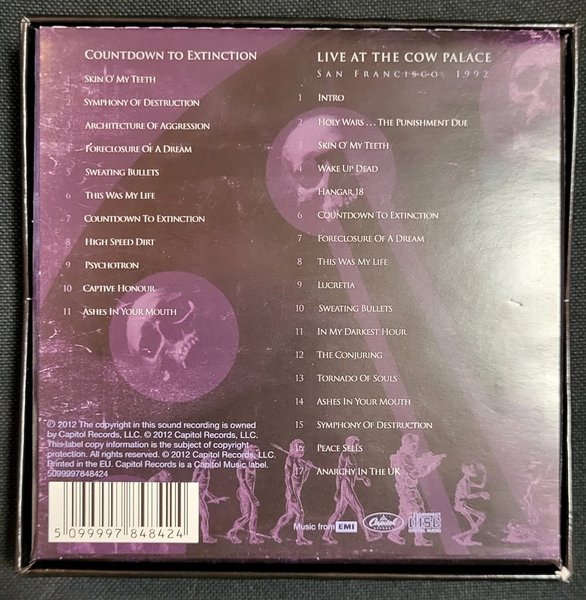 COUNTDOWN TO EXTINCTION
1 SKIN O' MY TEETH
2 SYMPHONY OF DESTRUCTION
3 ARCHITECTURE OF AGGRESSION
4 FORECLOSURE OF A DREAM
5 SWEATING BULLETS
6 THIS WAS MY LIFE
7 COUNTDOWN TO EXTINCTION
8 HIGH SPEED DIRT
9 PSYCHOTRON
10 CAPTIVE HONOUR
11 ASHES IN YOUR MOUTH
LIVE AT THE COW PALACE
SAN FRANCISCO, 1992
1 INTRO
2 HOLY WARS... THE PUNISHMENT DUE
3 SKIN O' MY TEETH
4 WAKE UP DEAD
5 HANGAR 18
6 COUNTDOWN TO EXTINCTION
7 FORECLOSURE OF A DREAM
8 THIS WAS MY LIFE
9 LUCRETIA
10 SWEATING BULLETS
11 IN MY DARKEST HOUR
12 THE CONJURING
13 TORNADO OF SOULS
14 ASHES IN YOUR MOUTH
15 SYMPHONY OF DESTRUCTION
16 PEACE SELLS
17 ANARCHY IN THE UK
℗ 2012 The copyright in this sound recording is owned
by Capitol Records, LLC. © 2012 Capitol Records, LLC.
This label copy information is the subject of copyright
protection. All rights reserved. © 2012 Capitol Records, LLC.
Printed in the EU. Capitol Records is a Capitol Music label.
5099997848424
5 099997 848424
Music from EMI
Capitol
RECORDS
COMPACT
disc
DIGITAL AUDIO